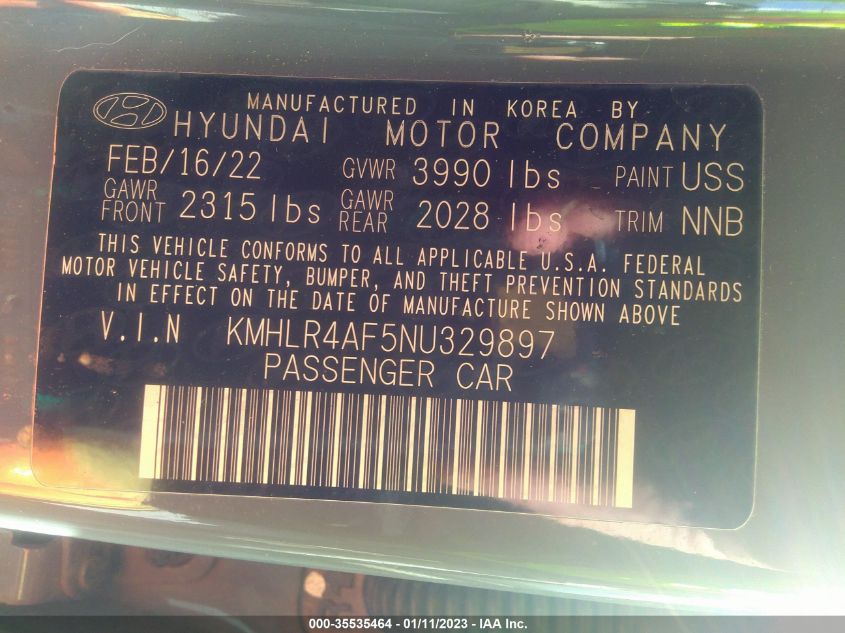 MANUFACTURED IN KOREA BY
HYUNDAI MOTOR COMPANY
FEB/16/22 GVWR 3990 lbs PAINT USS
GAWR FRONT 2315 lbs GAWR REAR 2028 lbs TRIM NNB
THIS VEHICLE CONFORMS TO ALL APPLICABLE U.S.A. FEDERAL
MOTOR VEHICLE SAFETY, BUMPER, AND THEFT PREVENTION STANDARDS
IN EFFECT ON THE DATE OF MANUFACTURE SHOWN ABOVE
V.I.N KMHLR4AF5NU329897
PASSENGER CAR
000-35535464 - 01/11/2023 - IAA Inc.